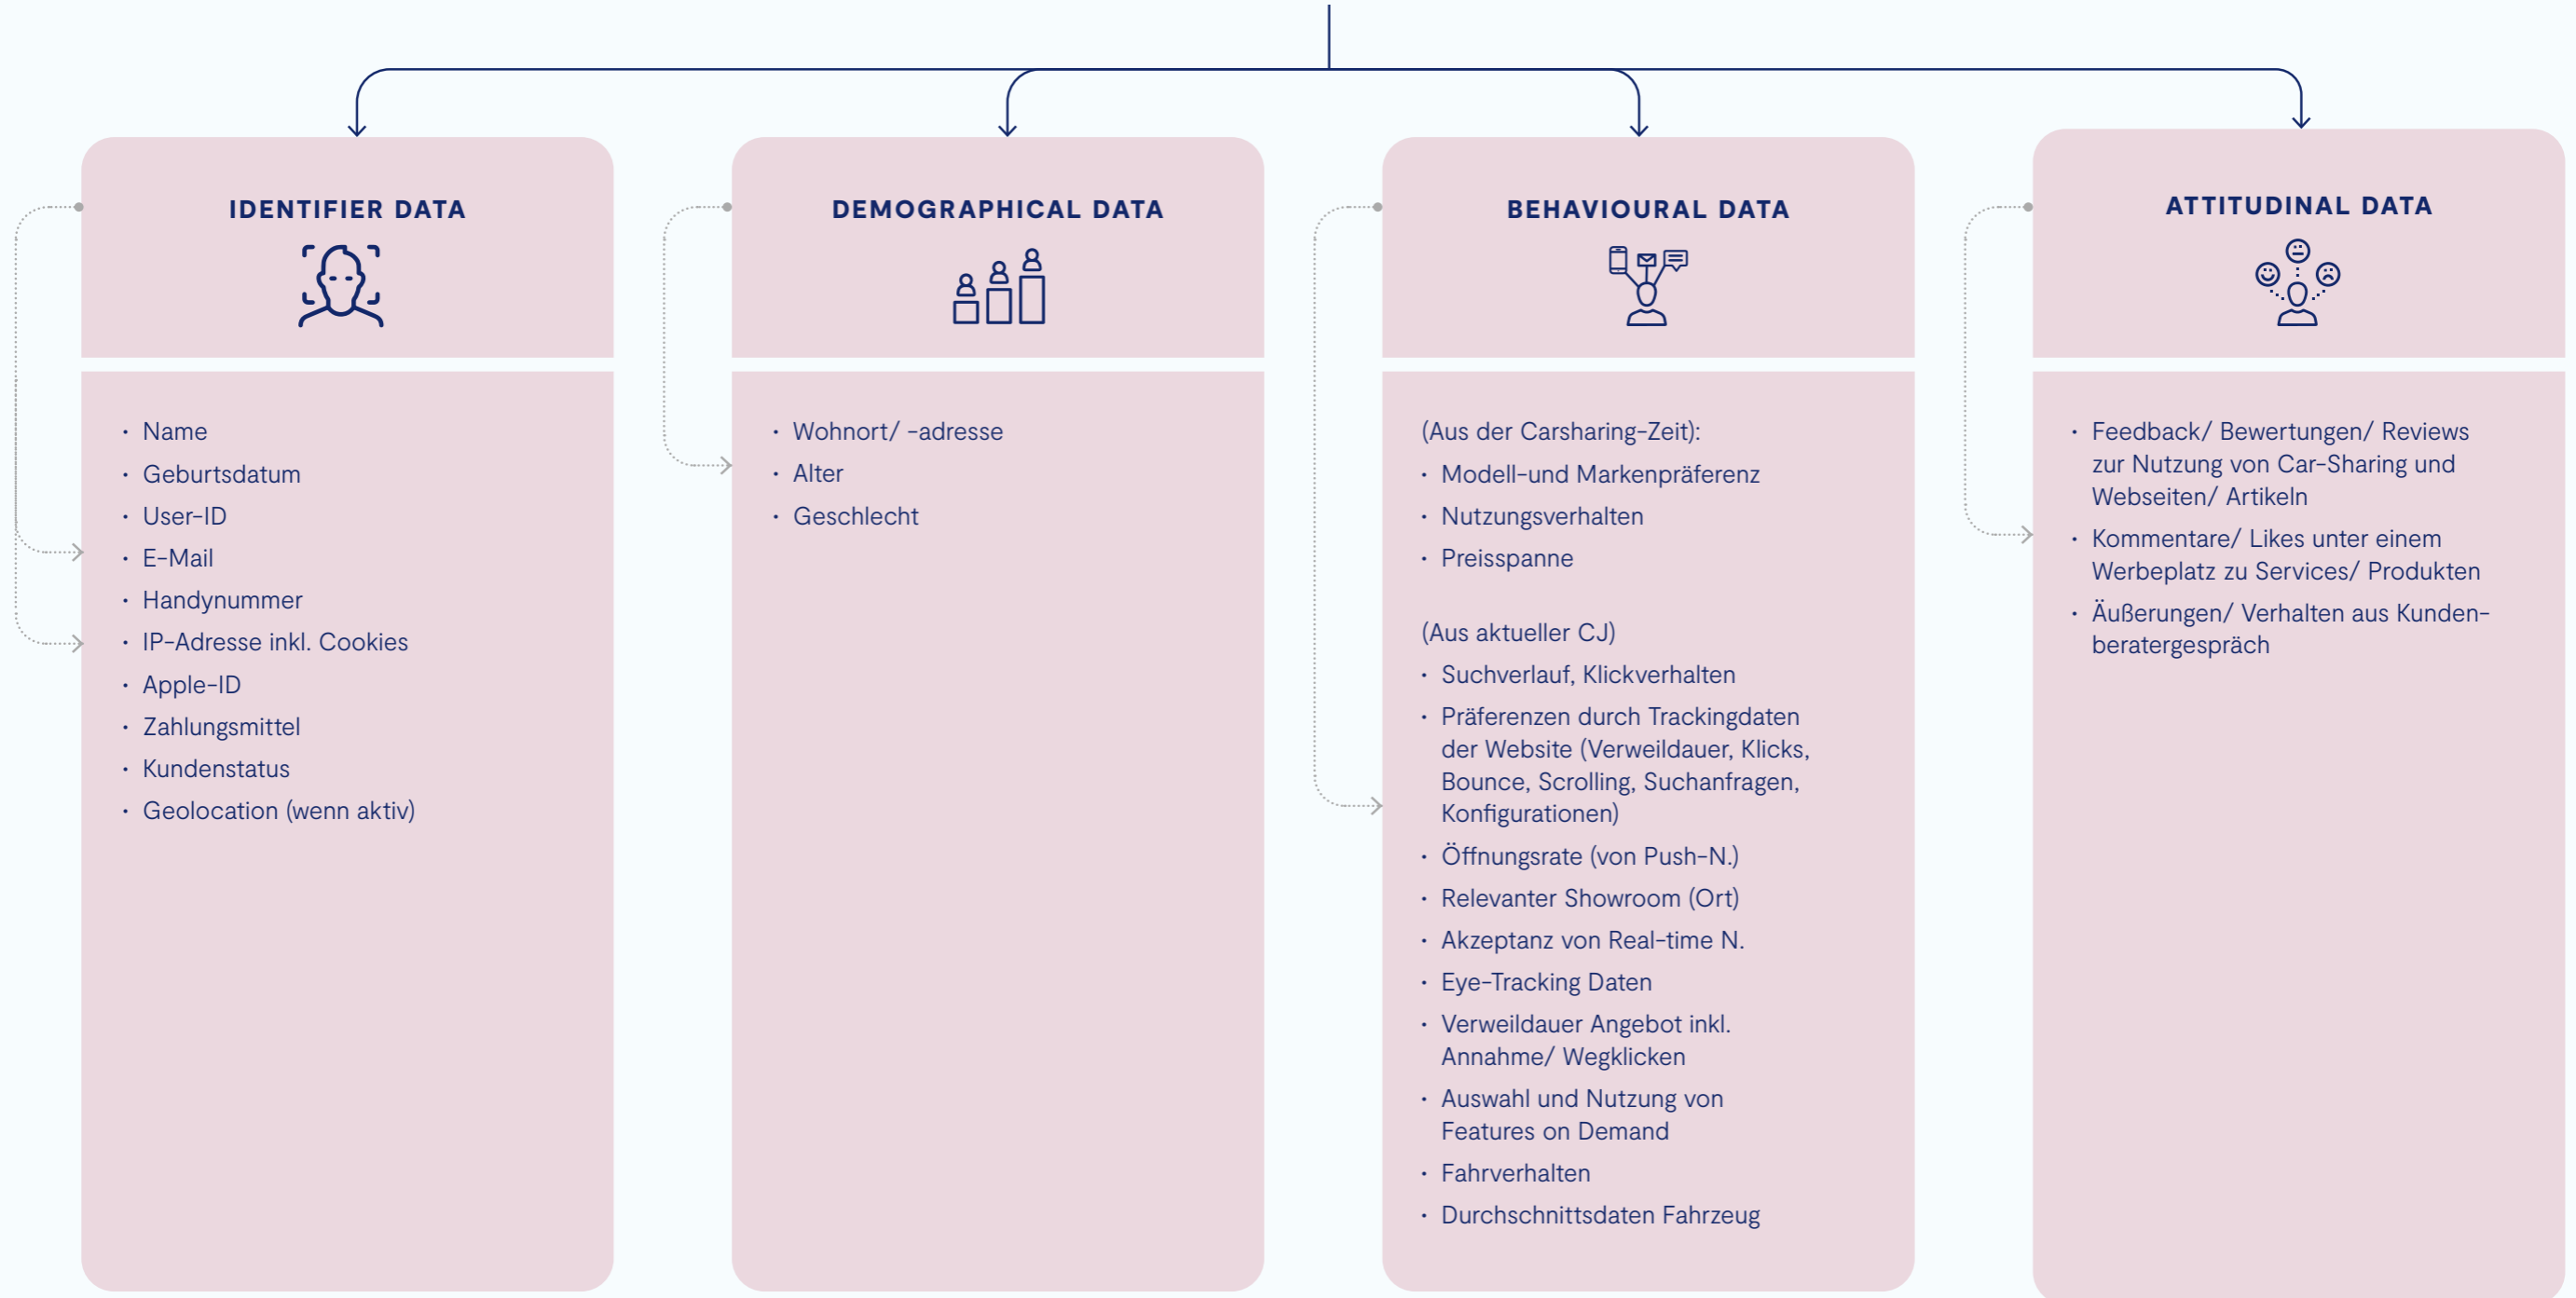 IDENTIFIER DATA
• Name
• Geburtsdatum
• User-ID
• E-Mail
• Handynummer
• IP-Adresse inkl. Cookies
• Apple-ID
• Zahlungsmittel
• Kundenstatus
• Geolocation (wenn aktiv)
DEMOGRAPHICAL DATA
• Wohnort/ -adresse
• Alter
• Geschlecht
BEHAVIOURAL DATA
(Aus der Carsharing-Zeit):
• Modell-und Markenpräferenz
• Nutzungsverhalten
• Preisspanne
(Aus aktueller CJ)
• Suchverlauf, Klickverhalten
• Präferenzen durch Trackingdaten
der Website (Verweildauer, Klicks,
Bounce, Scrolling, Suchanfragen,
Konfigurationen)
• Öffnungsrate (von Push-N.)
• Relevanter Showroom (Ort)
• Akzeptanz von Real-time N.
• Eye-Tracking Daten
• Verweildauer Angebot inkl.
Annahme/ Wegklicken
• Auswahl und Nutzung von
Features on Demand
• Fahrverhalten
• Durchschnittsdaten Fahrzeug
ATTITUDINAL DATA
• Feedback/ Bewertungen/ Reviews
zur Nutzung von Car-Sharing und
Webseiten/ Artikeln
• Kommentare/ Likes unter einem
Werbeplatz zu Services/ Produkten
• Äußerungen/ Verhalten aus Kunden-
beratergespräch